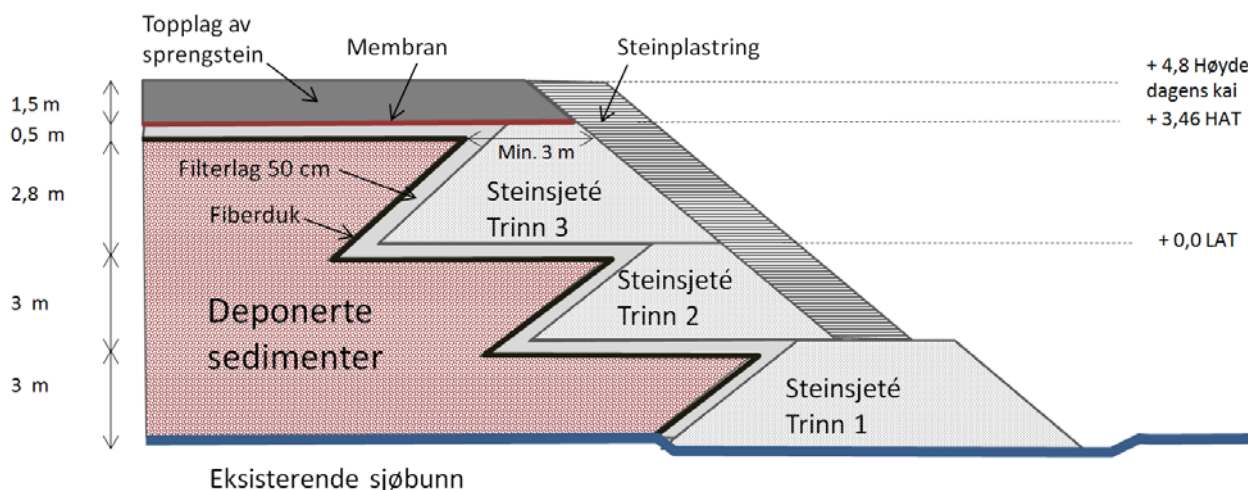 Topplag av
sprengstein
Membran
Steinplastring
+ 4,8 Høyde
dagens kai
+ 3,46 HAT
1,5 m
0,5 m
2,8 m
3 m
3 m
Min. 3 m
Filterlag 50 cm
Fiberduk
Steinsjeté
Trinn 3
+ 0,0 LAT
Steinsjeté
Trinn 2
Deponerte
sedimenter
Steinsjeté
Trinn 1
Eksisterende sjøbunn